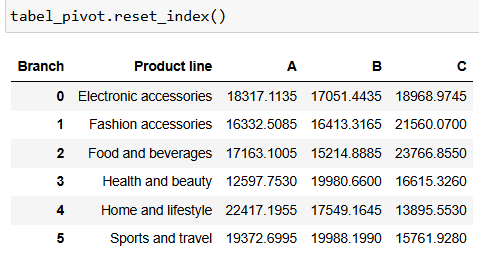 tabel_pivot.reset_index()
Branch Product line A B C
0 Electronic accessories 18317.1135 17051.4435 18968.9745
1 Fashion accessories 16332.5085 16413.3165 21560.0700
2 Food and beverages 17163.1005 15214.8885 23766.8550
3 Health and beauty 12597.7530 19980.6600 16615.3260
4 Home and lifestyle 22417.1955 17549.1645 13895.5530
5 Sports and travel 19372.6995 19988.1990 15761.9280